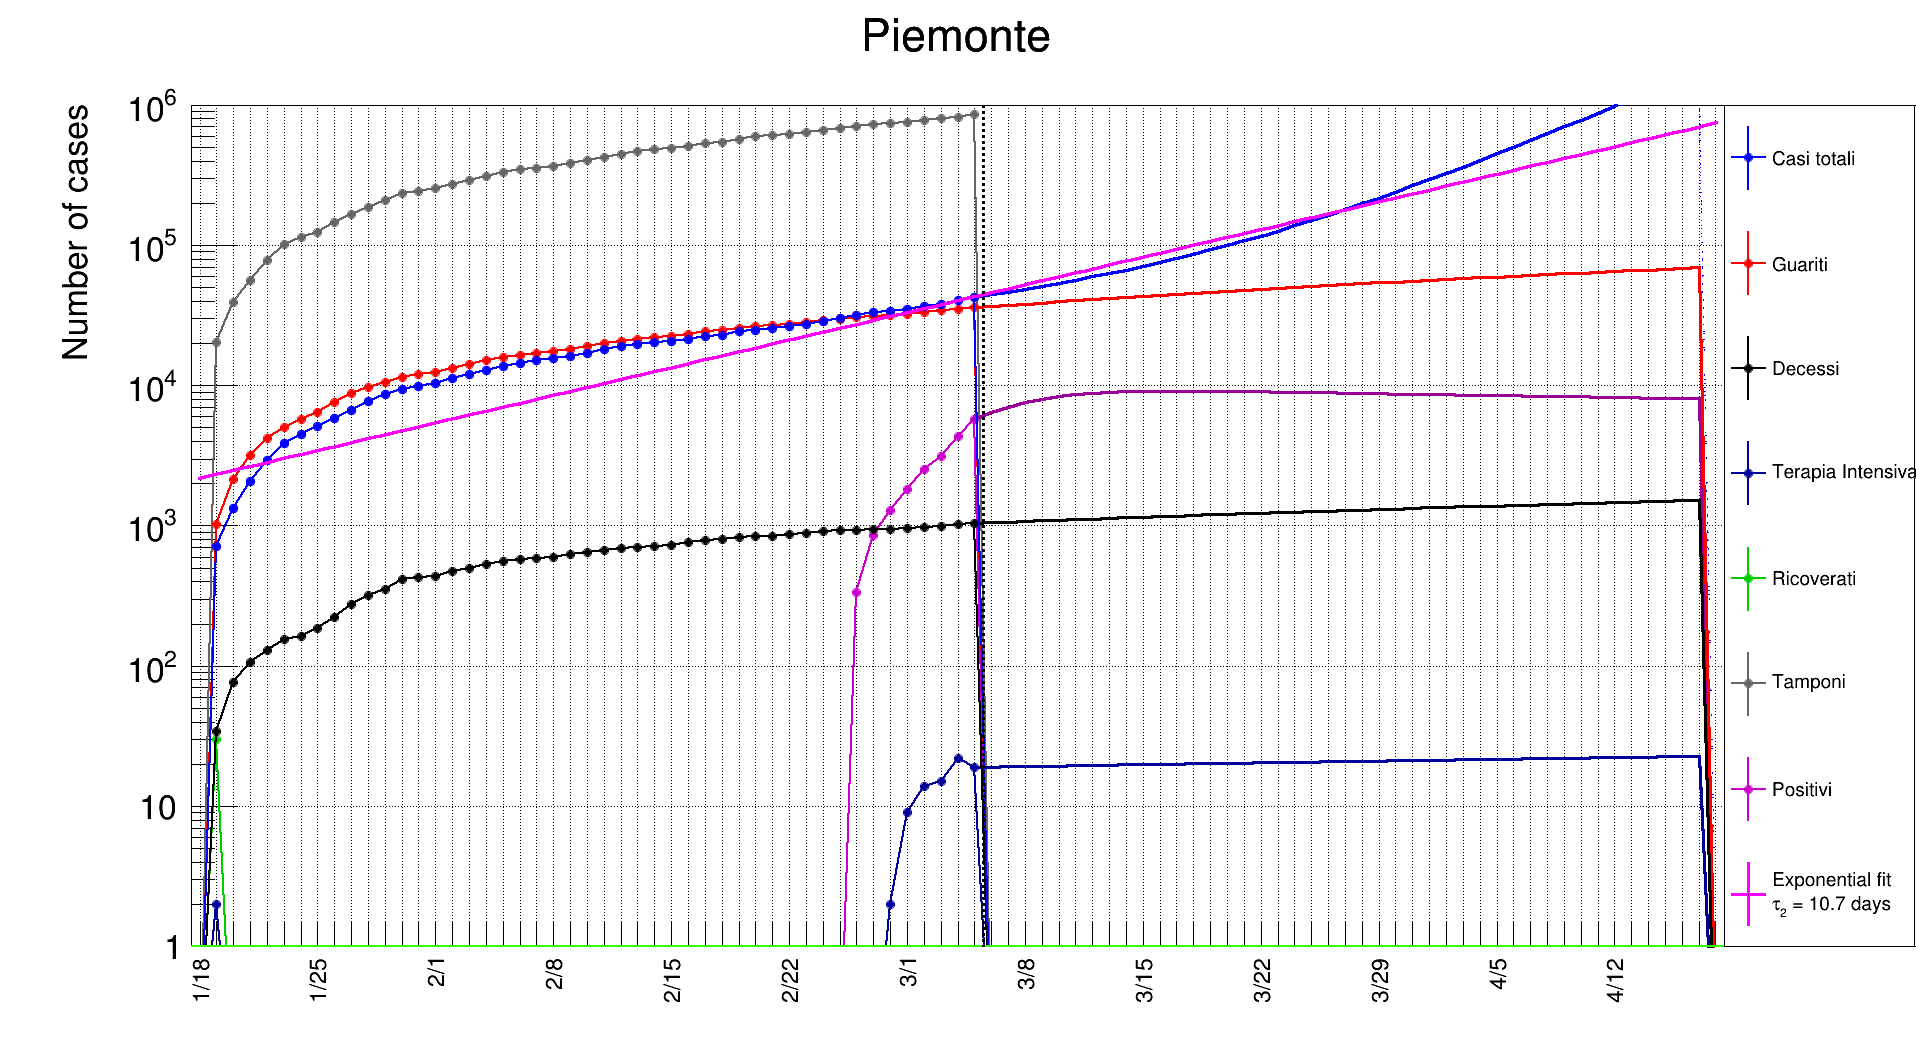 Piemonte
Number of cases
10^6
10^5
10^4
10^3
10^2
10
1
1/18
1/25
2/1
2/8
2/15
2/22
3/1
3/8
3/15
3/22
3/29
4/5
4/12
Casi totali
Guariti
Decessi
Terapia Intensiva
Ricoverati
Tamponi
Positivi
Exponential fit
τ₂ = 10.7 days